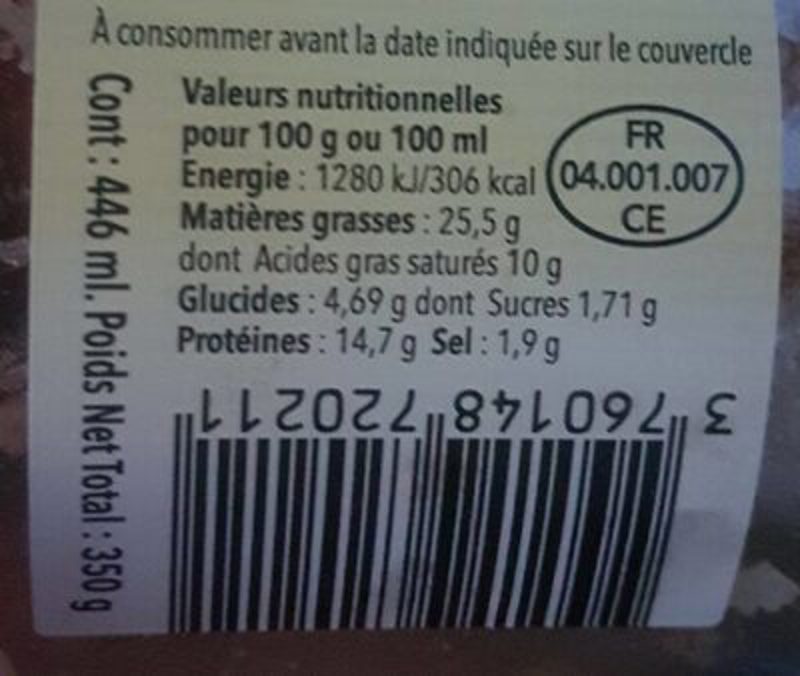 À consommer avant la date indiquée sur le couvercle
Cont : 446 ml. Poids Net Total : 350 g
Valeurs nutritionnelles
pour 100 g ou 100 ml
Energie : 1280 kJ/306 kcal
Matières grasses : 25,5 g
dont Acides gras saturés 10 g
Glucides : 4,69 g dont Sucres 1,71 g
Protéines : 14,7 g Sel : 1,9 g
FR
04.001.007
CE
3 760148 720211